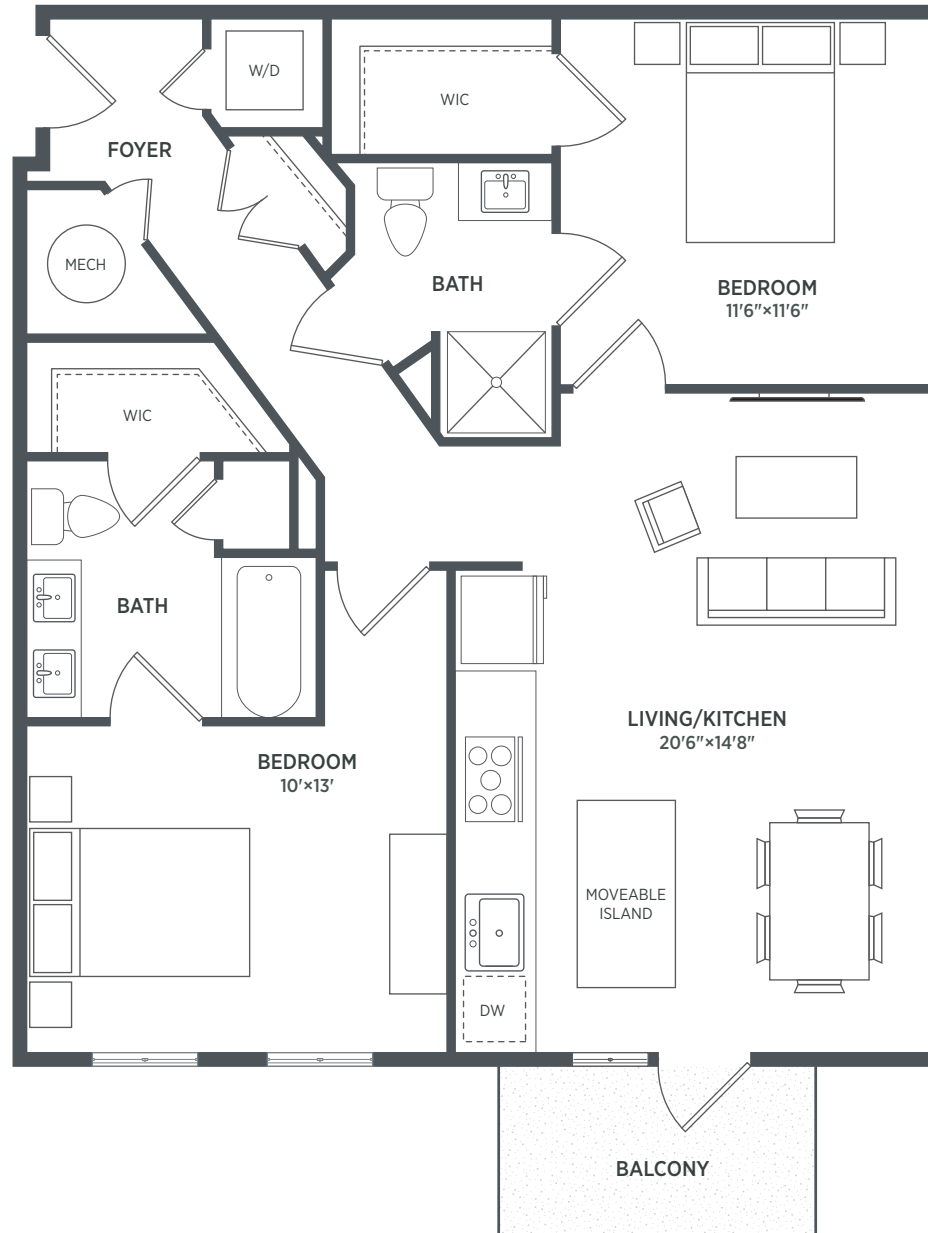 W/D
WIC
FOYER
MECH
BATH
BEDROOM
11'6"×11'6"
WIC
BATH
LIVING/KITCHEN
20'6"×14'8"
BEDROOM
10'×13'
MOVEABLE
ISLAND
DW
BALCONY